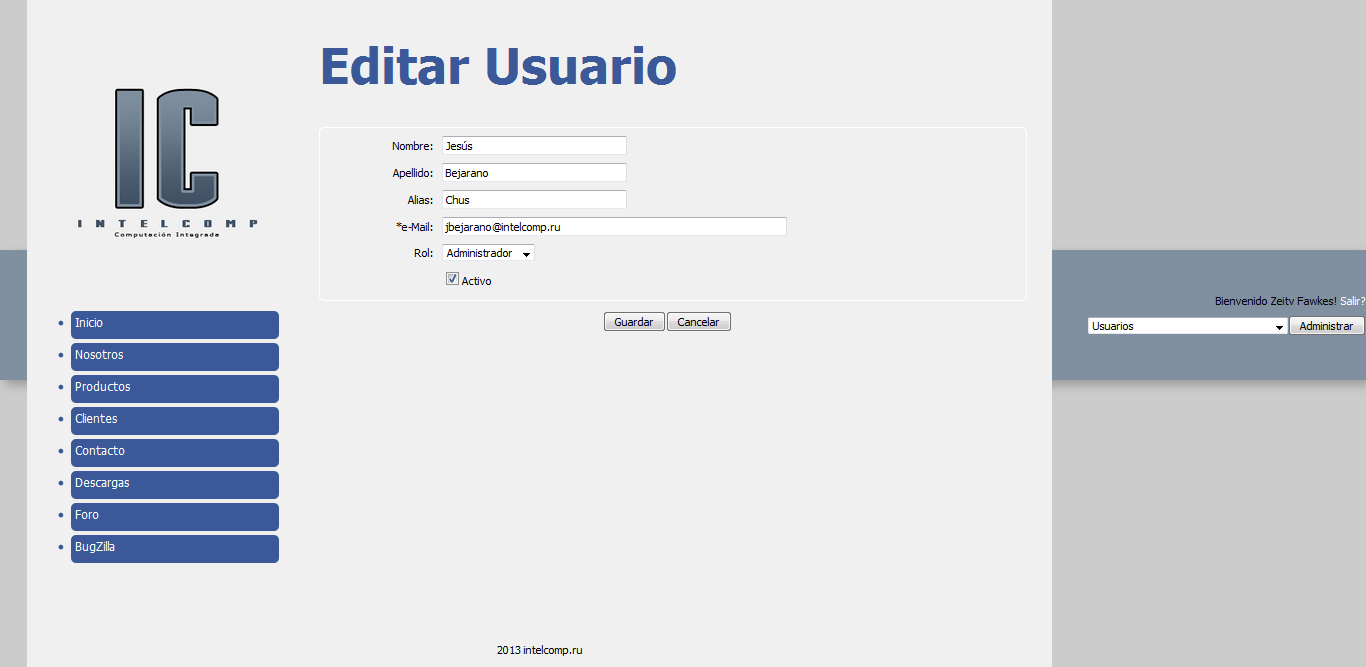 Editar Usuario
IC
INTELCOMP
Computación Integrada
Nombre: Jesús
Apellido: Bejarano
Alias: Chus
*e-Mail: jbejarano@intelcomp.ru
Rol: Administrador
Activo
Guardar Cancelar
Bienvenido Zeitv Fawkes! Salir?
Usuarios Administrar
Inicio
Nosotros
Productos
Clientes
Contacto
Descargas
Foro
BugZilla
2013 intelcomp.ru